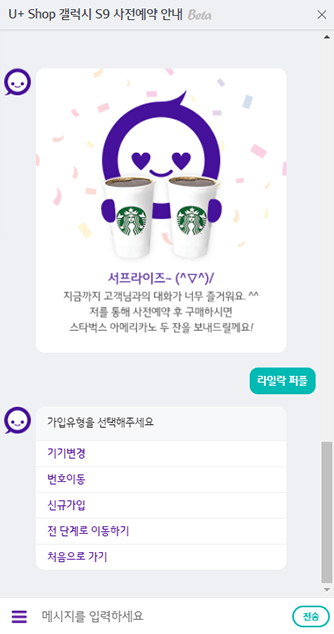 U+ Shop 갤럭시 S9 사전예약 안내 Beta
서프라이즈~ (^▽^)/
지금까지 고객님과의 대화가 너무 즐거워요. ^^
저를 통해 사전예약 후 구매하시면
스타벅스 아메리카노 두 잔을 보내드릴께요!
라일락 퍼플
가입유형을 선택해주세요
기기변경
번호이동
신규가입
전 단계로 이동하기
처음으로 가기
메시지를 입력하세요
전송